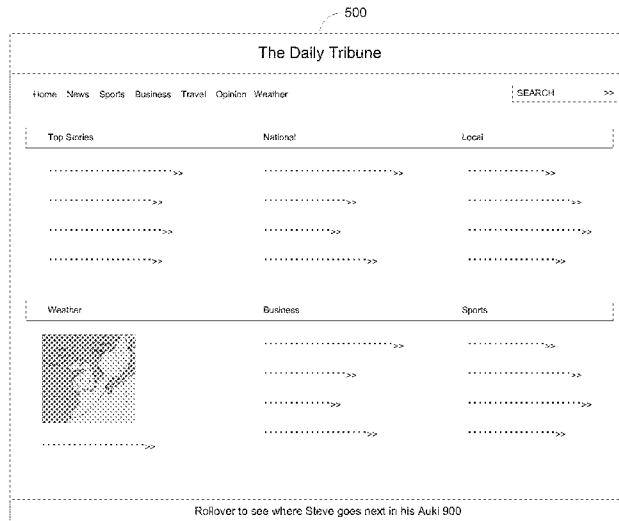 500
The Daily Tribune
Home News Sports Business Travel Opinion Weather
SEARCH >>
Top Stories National Local
>> >> >>
>> >> >>
>> >> >>
>> >> >>
Weather Business Sports
>> >>
>> >>
>> >>
>> >>
>>
Rollover to see where Steve goes next in his Auki 900